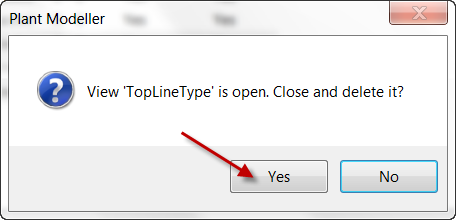 Plant Modeller
View 'TopLineType' is open. Close and delete it?
Yes
No